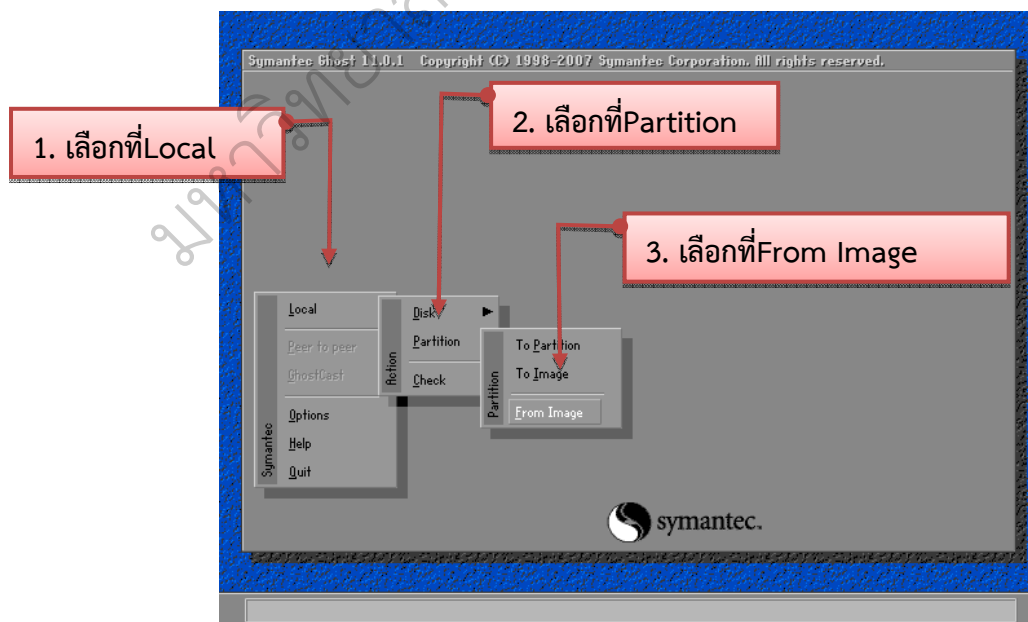 Symantec Ghost 11.0.1 Copyright (C) 1998-2007 Symantec Corporation. All rights reserved.
1. เลือกที่Local
2. เลือกที่Partition
3. เลือกที่From Image
Symantec
Local
Peer to peer
GhostCast
Options
Help
Quit
Action
Disk
Partition
Check
Partition
To Partition
To Image
From Image
symantec.